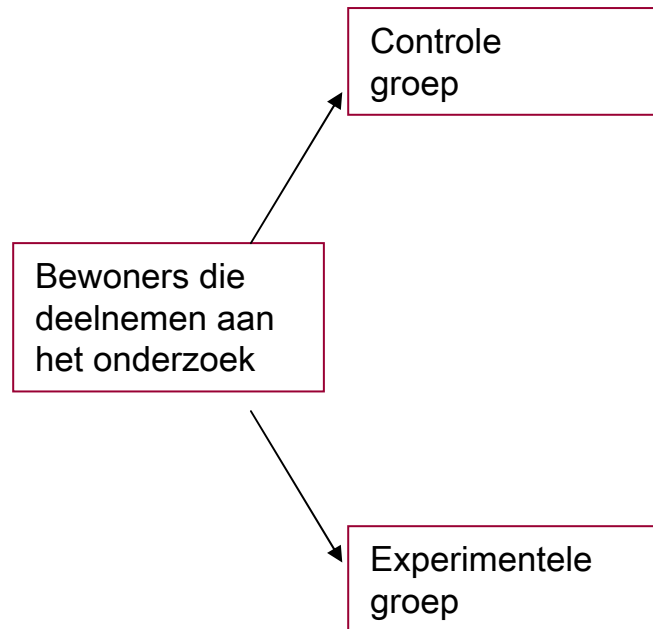 Controle
groep
Bewoners die
deelnemen aan
het onderzoek
Experimentele
groep